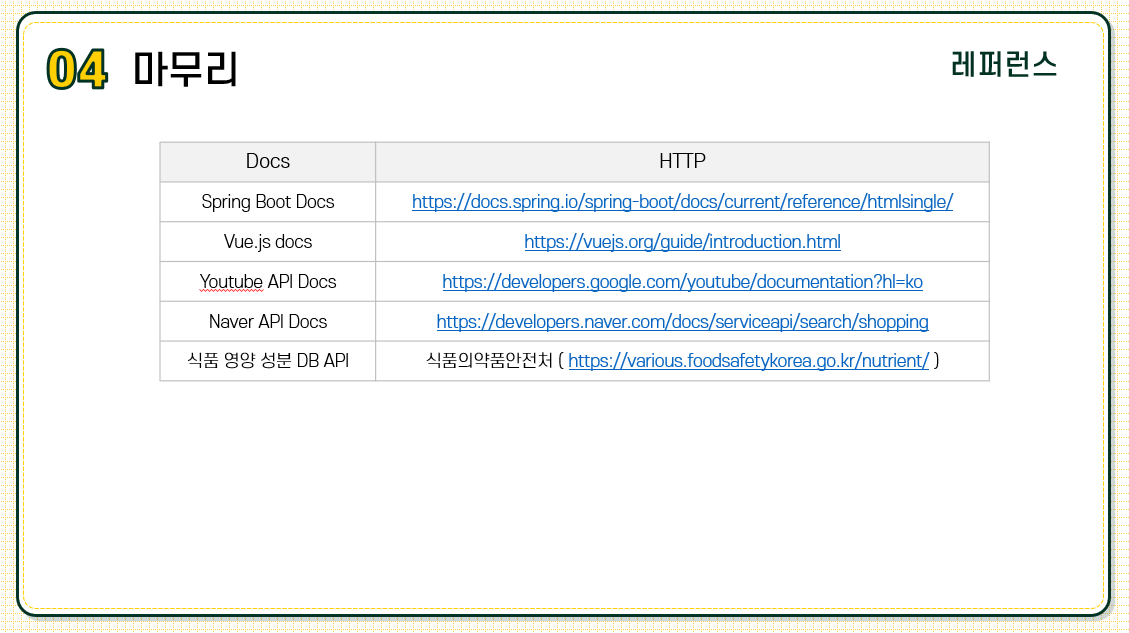 04 마무리
레퍼런스
Docs HTTP
Spring Boot Docs https://docs.spring.io/spring-boot/docs/current/reference/htmlsingle/
Vue.js docs https://vuejs.org/guide/introduction.html
Youtube API Docs https://developers.google.com/youtube/documentation?hl=ko
Naver API Docs https://developers.naver.com/docs/serviceapi/search/shopping
식품 영양 성분 DB API 식품의약품안전처 ( https://various.foodsafetykorea.go.kr/nutrient/ )